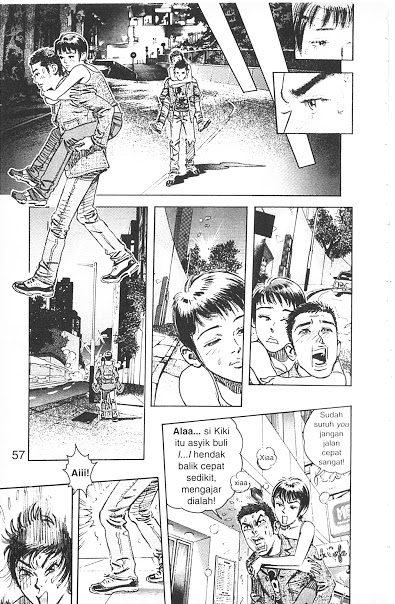 57
Sudah
suruh you
jangan
jalan
cepat
sangat!
Xiaa
xiaa
Alaa... si Kiki
itu asyik buli
I...I hendak
balik cepat
sedikit,
mengajar
dialah!
Aiii!